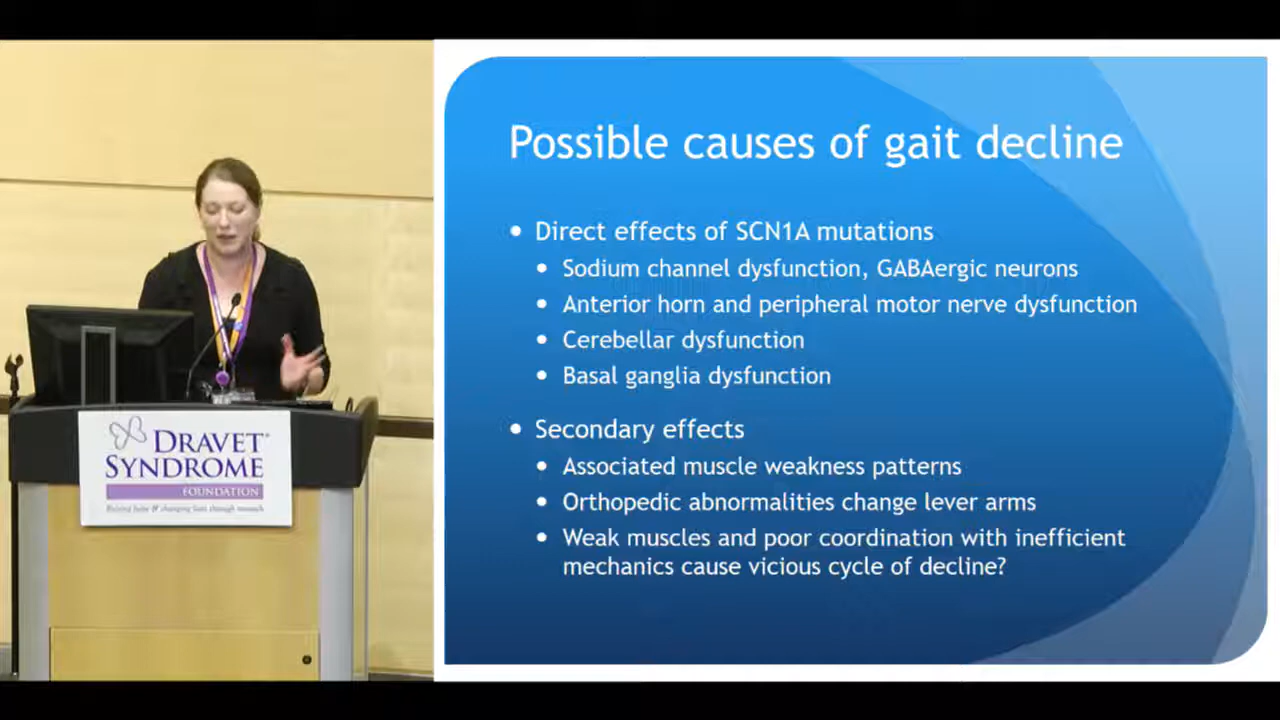 Possible causes of gait decline
• Direct effects of SCN1A mutations
• Sodium channel dysfunction, GABAergic neurons
• Anterior horn and peripheral motor nerve dysfunction
• Cerebellar dysfunction
• Basal ganglia dysfunction
• Secondary effects
• Associated muscle weakness patterns
• Orthopedic abnormalities change lever arms
• Weak muscles and poor coordination with inefficient
mechanics cause vicious cycle of decline?
DRAVET
SYNDROME
FOUNDATION